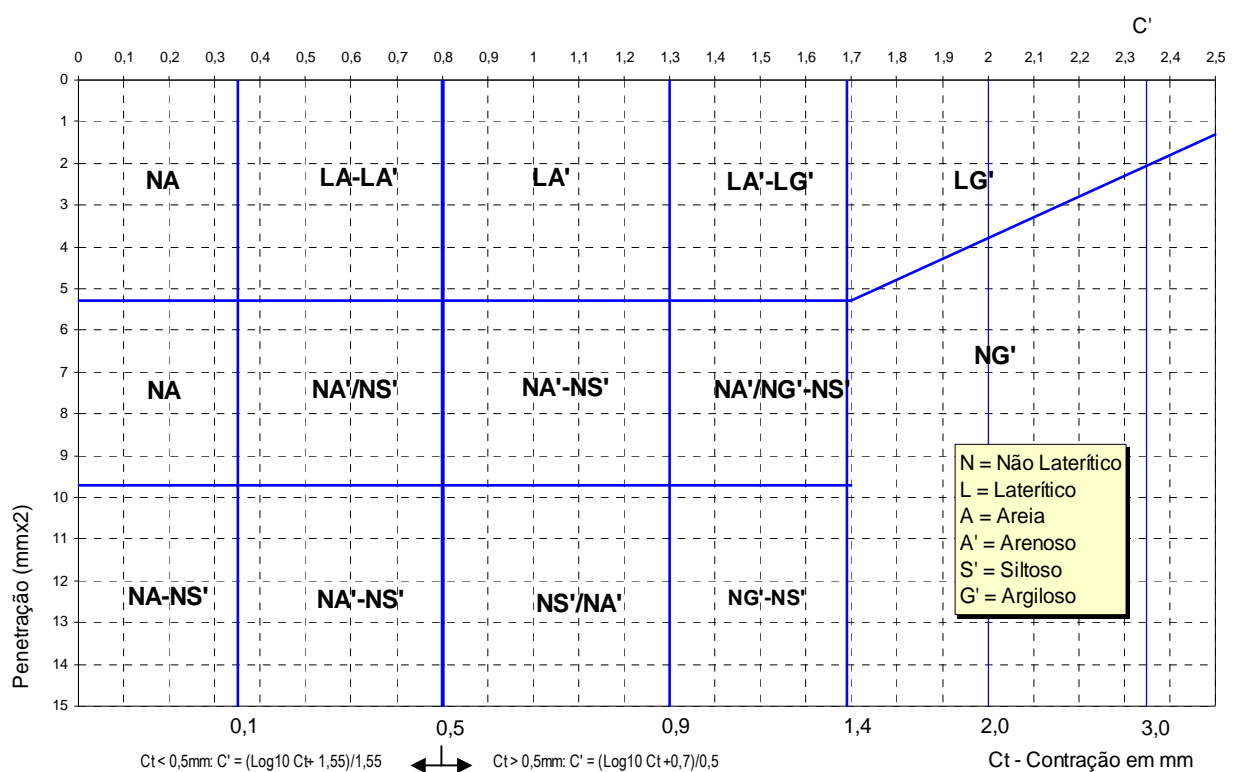 C'
0 0,1 0,2 0,3 0,4 0,5 0,6 0,7 0,8 0,9 1 1,1 1,2 1,3 1,4 1,5 1,6 1,7 1,8 1,9 2 2,1 2,2 2,3 2,4 2,5
0
1
2
3
4
5
6
7
8
9
10
11
12
13
14
15
Penetração (mmx2)
NA LA-LA' LA' LA'-LG' LG'
NA NA'/NS' NA'-NS' NA'/NG'-NS' NG'
NA-NS' NA'-NS' NS'/NA' NG'-NS'
N = Não Laterítico
L = Laterítico
A = Areia
A' = Arenoso
S' = Siltoso
G' = Argiloso
0,1 0,5 0,9 1,4 2,0 3,0
Ct < 0,5mm: C' = (Log10 Ct+ 1,55)/1,55 Ct > 0,5mm: C' = (Log10 Ct +0,7)/0,5 Ct - Contração em mm